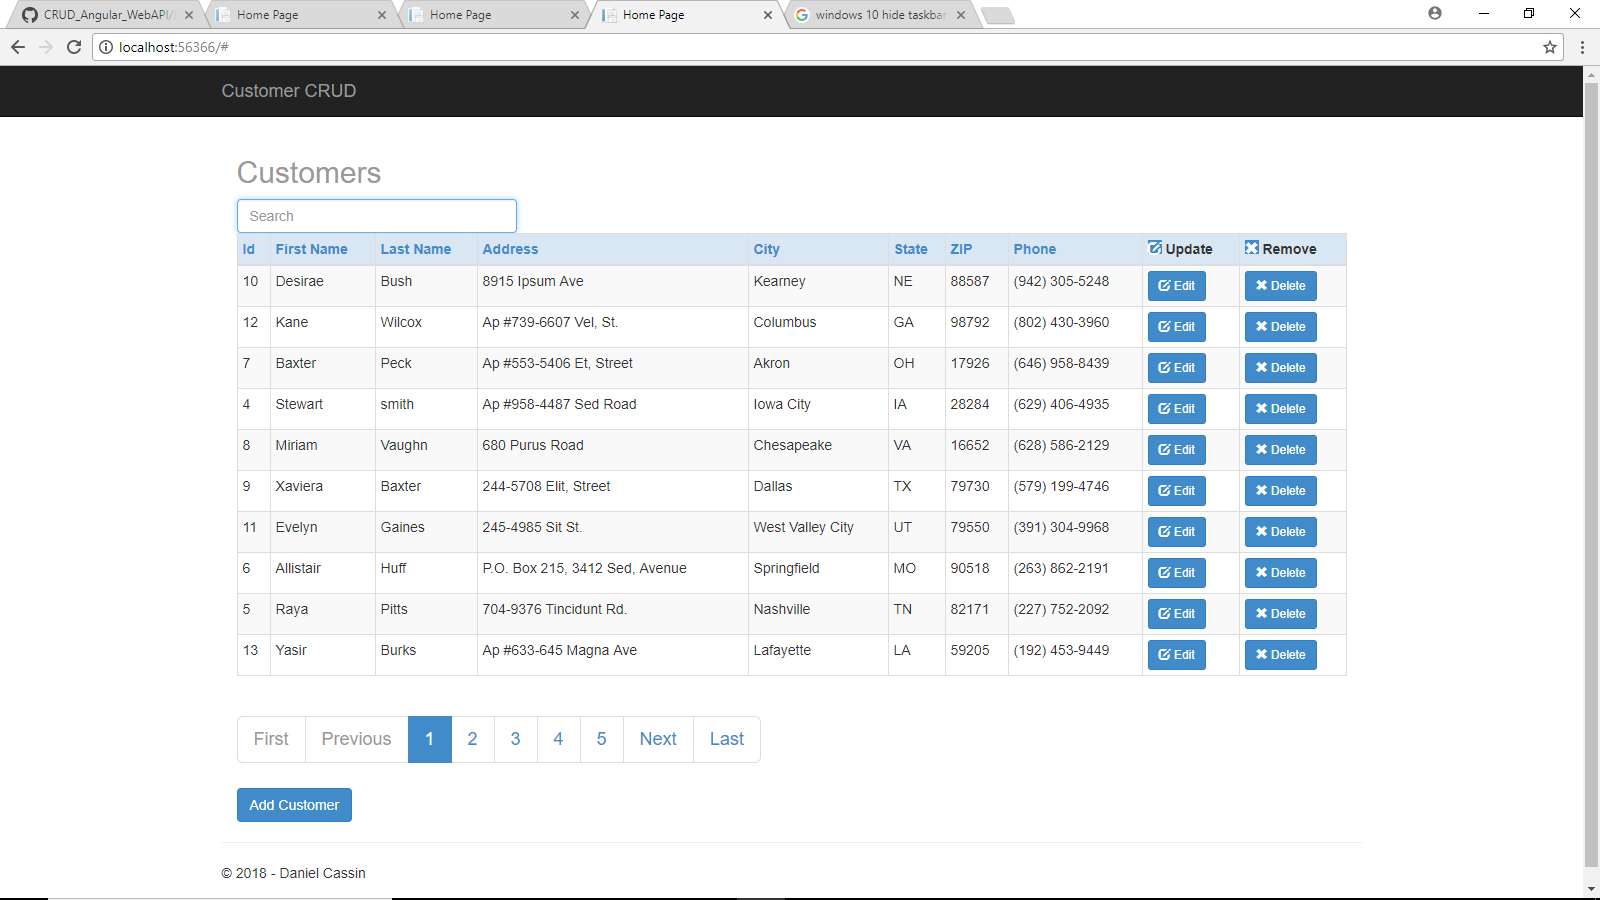 CRUD_Angular_WebAPI/ Home Page Home Page Home Page windows 10 hide taskbar
localhost:56366/#
Customer CRUD
Customers
Search
Id First Name Last Name Address City State ZIP Phone Update Remove
10 Desirae Bush 8915 Ipsum Ave Kearney NE 88587 (942) 305-5248 Edit Delete
12 Kane Wilcox Ap #739-6607 Vel, St. Columbus GA 98792 (802) 430-3960 Edit Delete
7 Baxter Peck Ap #553-5406 Et, Street Akron OH 17926 (646) 958-8439 Edit Delete
4 Stewart smith Ap #958-4487 Sed Road Iowa City IA 28284 (629) 406-4935 Edit Delete
8 Miriam Vaughn 680 Purus Road Chesapeake VA 16652 (628) 586-2129 Edit Delete
9 Xaviera Baxter 244-5708 Elit, Street Dallas TX 79730 (579) 199-4746 Edit Delete
11 Evelyn Gaines 245-4985 Sit St. West Valley City UT 79550 (391) 304-9968 Edit Delete
6 Allistair Huff P.O. Box 215, 3412 Sed, Avenue Springfield MO 90518 (263) 862-2191 Edit Delete
5 Raya Pitts 704-9376 Tincidunt Rd. Nashville TN 82171 (227) 752-2092 Edit Delete
13 Yasir Burks Ap #633-645 Magna Ave Lafayette LA 59205 (192) 453-9449 Edit Delete
First Previous 1 2 3 4 5 Next Last
Add Customer
© 2018 - Daniel Cassin